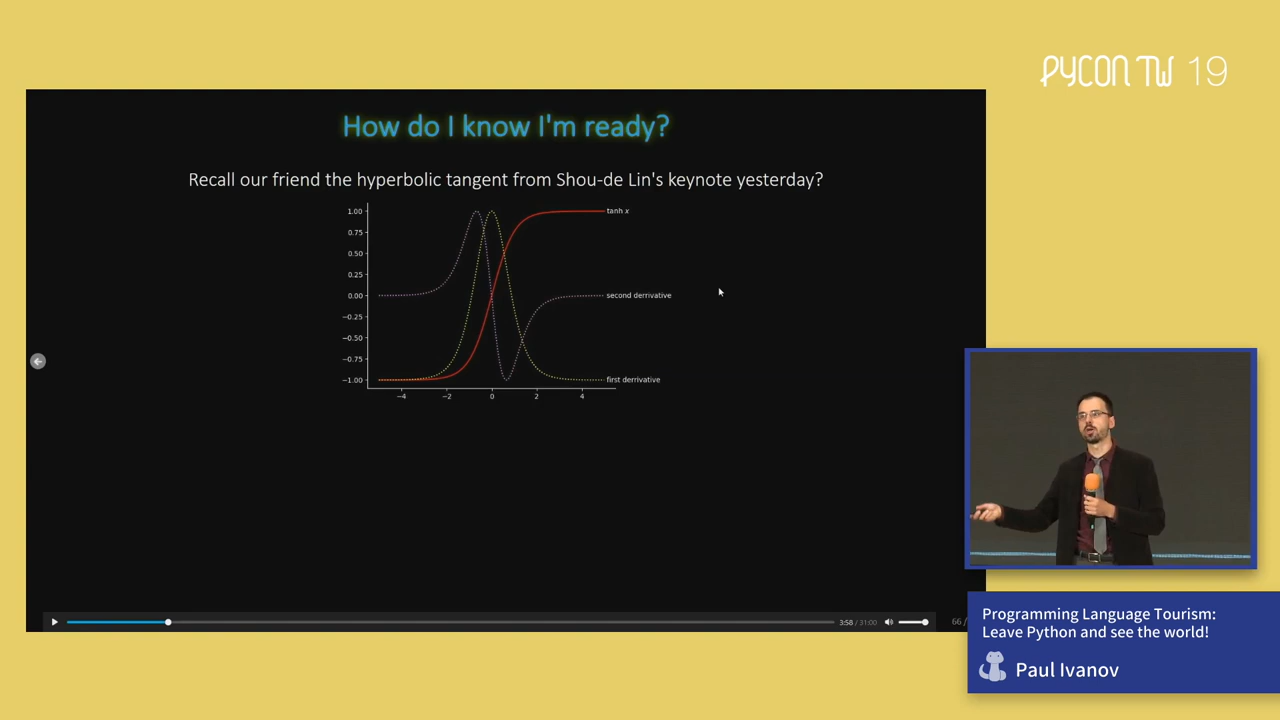 PYCON TW 19
How do I know I'm ready?
Recall our friend the hyperbolic tangent from Shou-de Lin's keynote yesterday?
1.00
0.75
0.50
0.25
0.00
−0.25
−0.50
−0.75
−1.00
tanh x
second derrivative
first derrivative
−4 −2 0 2 4
3:58 / 31:00
66 /
Programming Language Tourism:
Leave Python and see the world!
Paul Ivanov